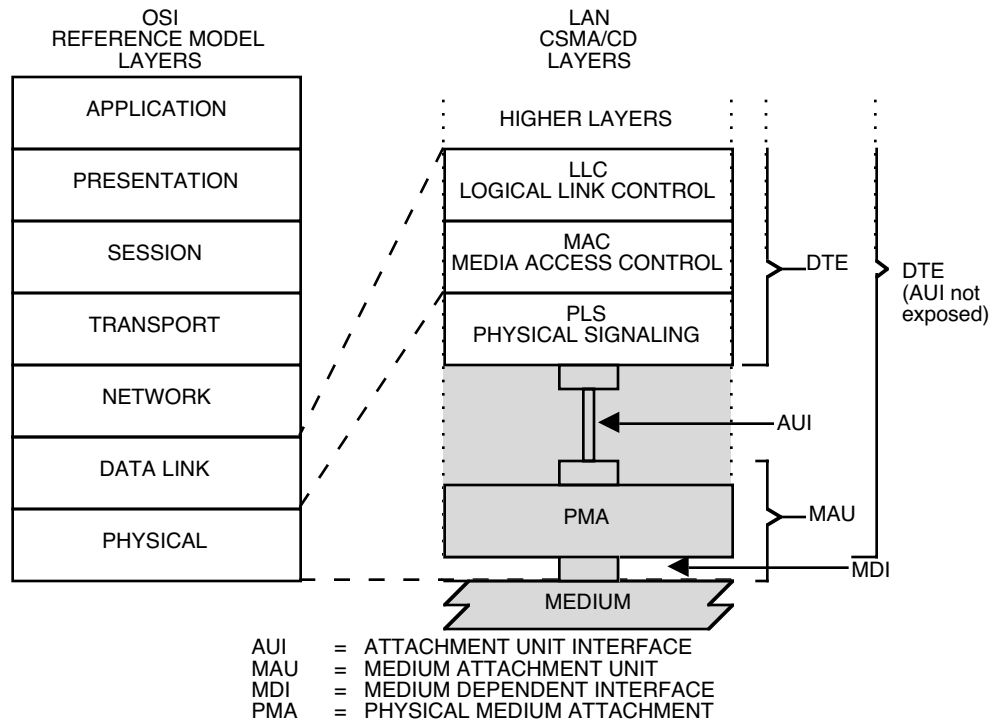 OSI
REFERENCE MODEL
LAYERS
APPLICATION
PRESENTATION
SESSION
TRANSPORT
NETWORK
DATA LINK
PHYSICAL
LAN
CSMA/CD
LAYERS
HIGHER LAYERS
LLC
LOGICAL LINK CONTROL
MAC
MEDIA ACCESS CONTROL
PLS
PHYSICAL SIGNALING
PMA
MEDIUM
DTE
DTE
(AUI not
exposed)
AUI
MAU
MDI
AUI = ATTACHMENT UNIT INTERFACE
MAU = MEDIUM ATTACHMENT UNIT
MDI = MEDIUM DEPENDENT INTERFACE
PMA = PHYSICAL MEDIUM ATTACHMENT